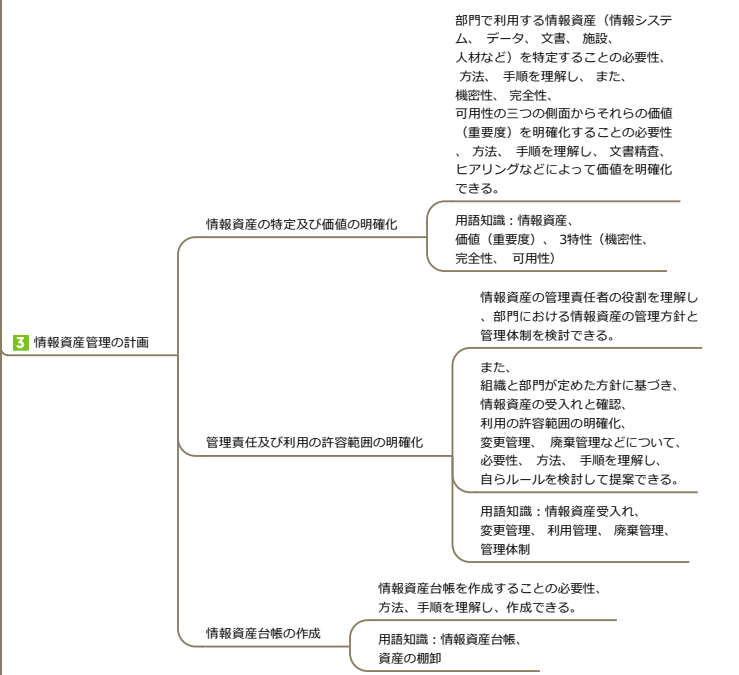 部門で利用する情報資産（情報システ
ム、 データ、 文書、 施設、
人材など）を特定することの必要性、
方法、 手順を理解し、 また、
機密性、 完全性、
可用性の三つの側面からそれらの価値
（重要度）を明確化することの必要性
、 方法、 手順を理解し、 文書精査、
ヒアリングなどによって価値を明確化
できる。
情報資産の特定及び価値の明確化
用語知識：情報資産、
価値（重要度）、 3特性（機密性、
完全性、 可用性）
3 情報資産管理の計画
情報資産の管理責任者の役割を理解し
、部門における情報資産の管理方針と
管理体制を検討できる。
また、
組織と部門が定めた方針に基づき、
情報資産の受入れと確認、
利用の許容範囲の明確化、
変更管理、 廃棄管理などについて、
必要性、 方法、 手順を理解し、
自らルールを検討して提案できる。
管理責任及び利用の許容範囲の明確化
用語知識：情報資産受入れ、
変更管理、 利用管理、 廃棄管理、
管理体制
情報資産台帳を作成することの必要性、
方法、手順を理解し、作成できる。
情報資産台帳の作成
用語知識：情報資産台帳、
資産の棚卸